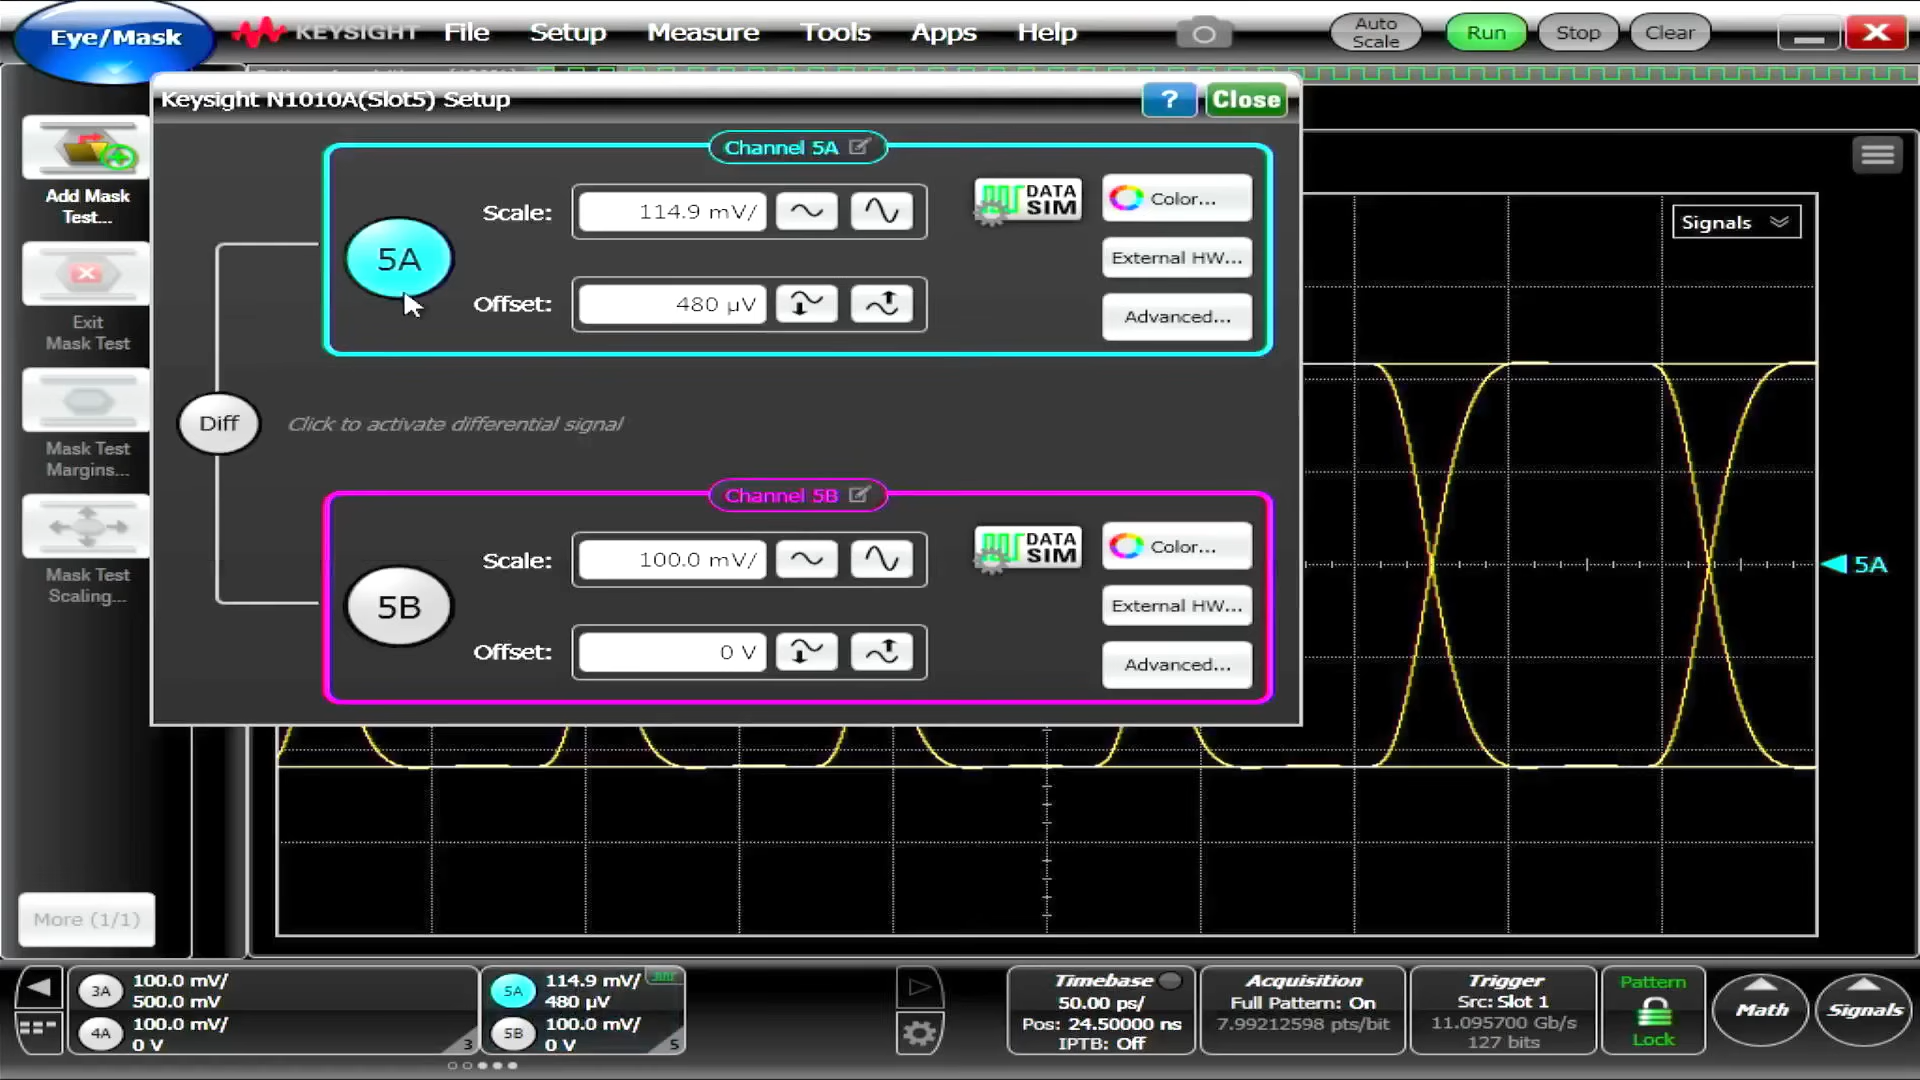 Eye/Mask
KEYSIGHT
File
Setup
Measure
Tools
Apps
Help
Auto
Scale
Run
Stop
Clear
Keysight N1010A(Slot5) Setup
?
Close
Add Mask
Test...
Exit
Mask Test
Mask Test
Margins...
Mask Test
Scaling...
More (1/1)
Channel 5A
5A
Scale:
114.9 mV/
DATA
SIM
Color...
External HW...
Offset:
480 µV
Advanced...
Diff
Click to activate differential signal
Channel 5B
5B
Scale:
100.0 mV/
DATA
SIM
Color...
External HW...
Offset:
0 V
Advanced...
Signals
5A
3A
100.0 mV/
500.0 mV
4A
100.0 mV/
0 V
3
5A
114.9 mV/
480 µV
5B
100.0 mV/
0 V
5
Timebase
50.00 ps/
Pos: 24.50000 ns
IPTB: Off
Acquisition
Full Pattern: On
7.99212598 pts/bit
Trigger
Src: Slot 1
11.095700 Gb/s
127 bits
Pattern
Lock
Math
Signals